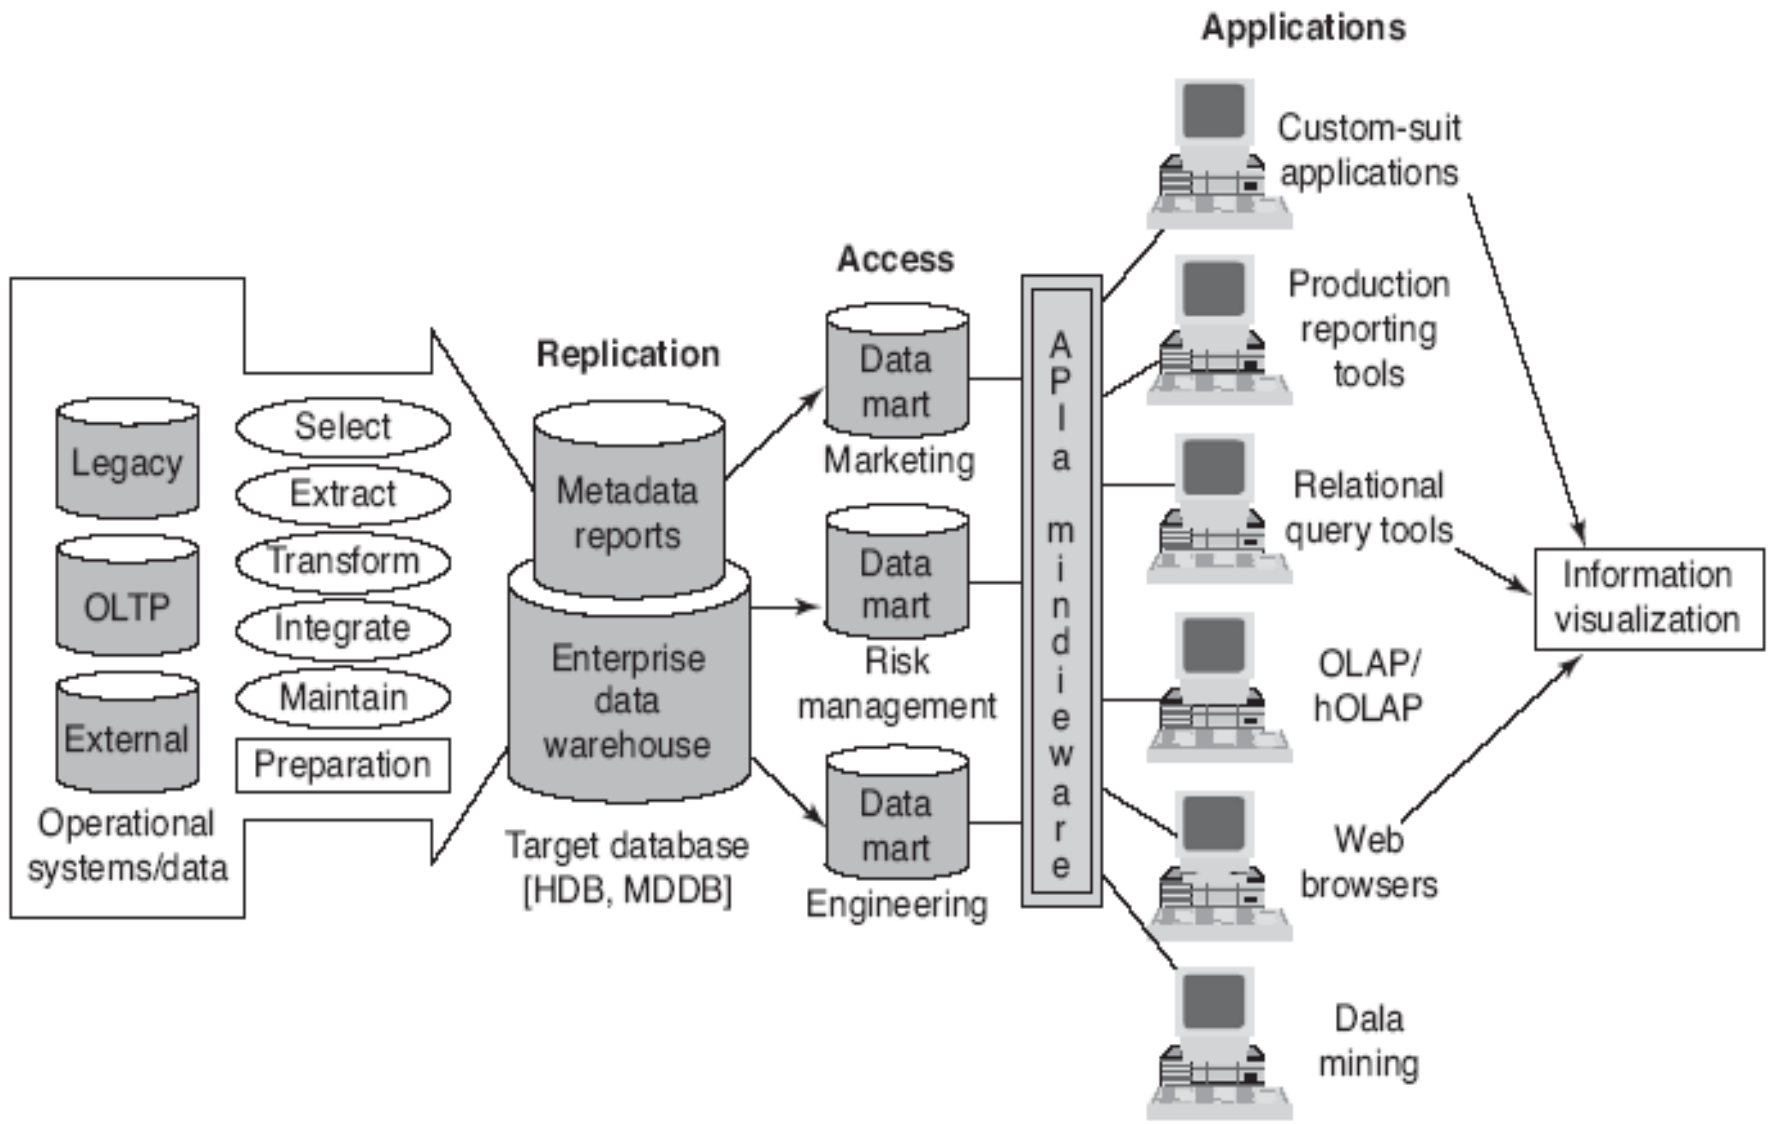 Applications
Custom-suit
applications
Production
reporting
tools
Relational
query tools
OLAP/
hOLAP
Web
browsers
Dala
mining
Information
visualization
Access
Data
mart
Marketing
Data
mart
Risk
management
Data
mart
Engineering
APIa mindieware
Replication
Metadata
reports
Enterprise
data
warehouse
Target database
[HDB, MDDB]
Select
Extract
Transform
Integrate
Maintain
Preparation
Legacy
OLTP
External
Operational
systems/data